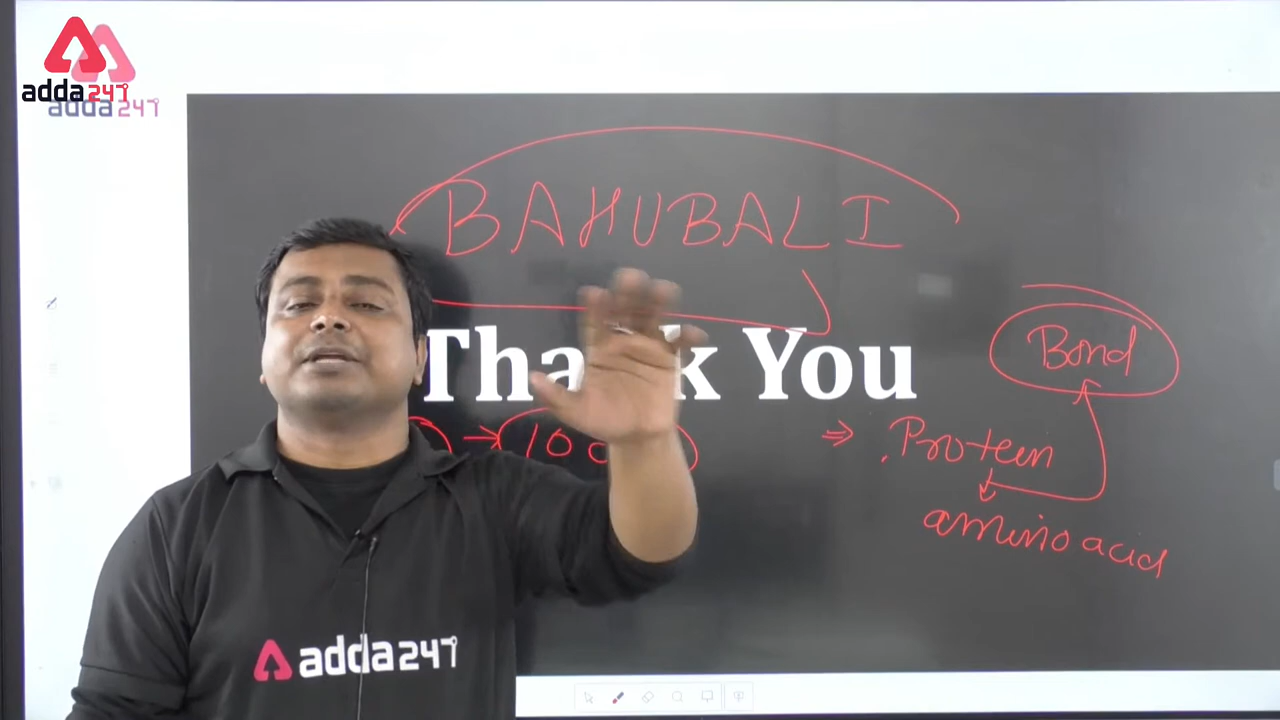 adda247
adda247
BAHUBALI
Thank You
Bond
⇒ Protein
amino acid
adda247